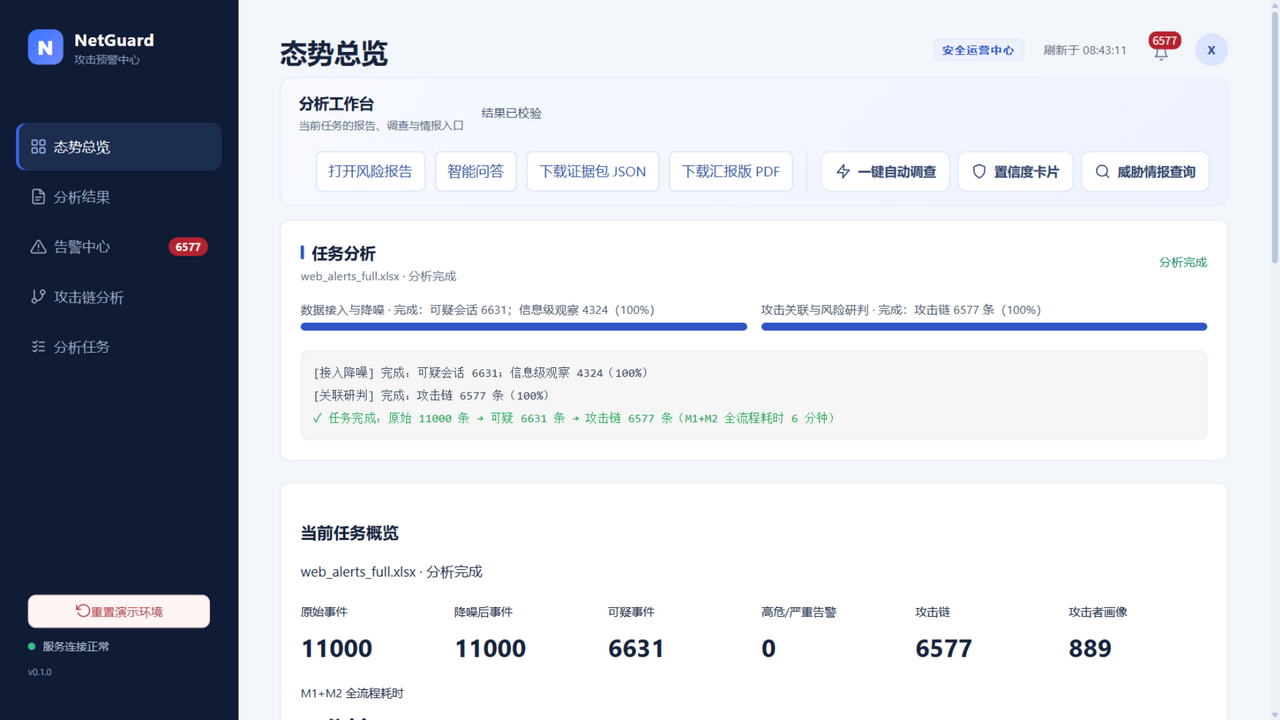 N
NetGuard
攻击预警中心
态势总览
分析结果
告警中心
6577
攻击链分析
分析任务
重置演示环境
服务连接正常
v0.1.0
态势总览
安全运营中心
刷新于 08:43:11
6577
X
分析工作台
当前任务的报告、调查与情报入口
结果已校验
打开风险报告
智能问答
下载证据包 JSON
下载汇报版 PDF
一键自动调查
置信度卡片
威胁情报查询
任务分析
web_alerts_full.xlsx · 分析完成
分析完成
数据接入与降噪 · 完成：可疑会话 6631；信息级观察 4324（100%）
攻击关联与风险研判 · 完成：攻击链 6577 条（100%）
[接入降噪] 完成：可疑会话 6631；信息级观察 4324（100%）
[关联研判] 完成：攻击链 6577 条（100%）
✓ 任务完成：原始 11000 条 → 可疑 6631 条 → 攻击链 6577 条（M1+M2 全流程耗时 6 分钟）
当前任务概览
web_alerts_full.xlsx · 分析完成
原始事件
11000
降噪后事件
11000
可疑事件
6631
高危/严重告警
0
攻击链
6577
攻击者画像
889
M1+M2 全流程耗时